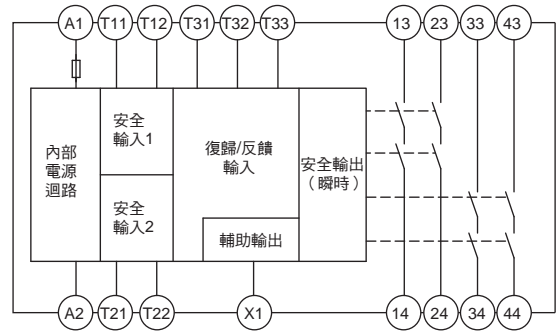 A1 T11 T12 T31 T32 T33 13 23 33 43
內部
電源
迴路
安全
輸入1
安全
輸入2
復歸/反饋
輸入
輔助輸出
安全輸出
（瞬時）
A2 T21 T22 X1 14 24 34 44